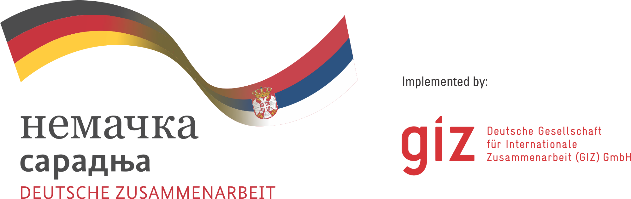 немачка
сарадња
DEUTSCHE ZUSAMMENARBEIT
Implemented by:
giz
Deutsche Gesellschaft
für Internationale
Zusammenarbeit (GIZ) GmbH